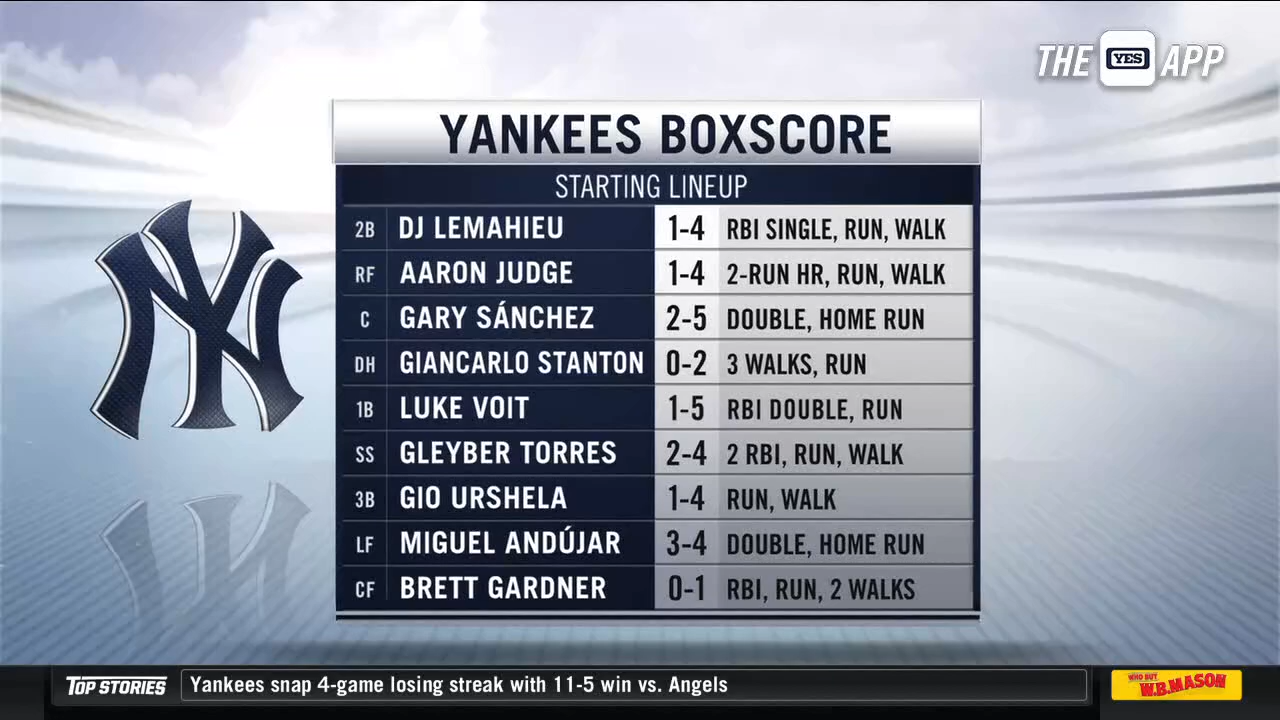 THE YES APP
YANKEES BOXSCORE
STARTING LINEUP
2B DJ LEMAHIEU 1-4 RBI SINGLE, RUN, WALK
RF AARON JUDGE 1-4 2-RUN HR, RUN, WALK
C GARY SÁNCHEZ 2-5 DOUBLE, HOME RUN
DH GIANCARLO STANTON 0-2 3 WALKS, RUN
1B LUKE VOIT 1-5 RBI DOUBLE, RUN
SS GLEYBER TORRES 2-4 2 RBI, RUN, WALK
3B GIO URSHELA 1-4 RUN, WALK
LF MIGUEL ANDÚJAR 3-4 DOUBLE, HOME RUN
CF BRETT GARDNER 0-1 RBI, RUN, 2 WALKS
NY
TOP STORIES Yankees snap 4-game losing streak with 11-5 win vs. Angels
WHO BUT
W.B. MASON